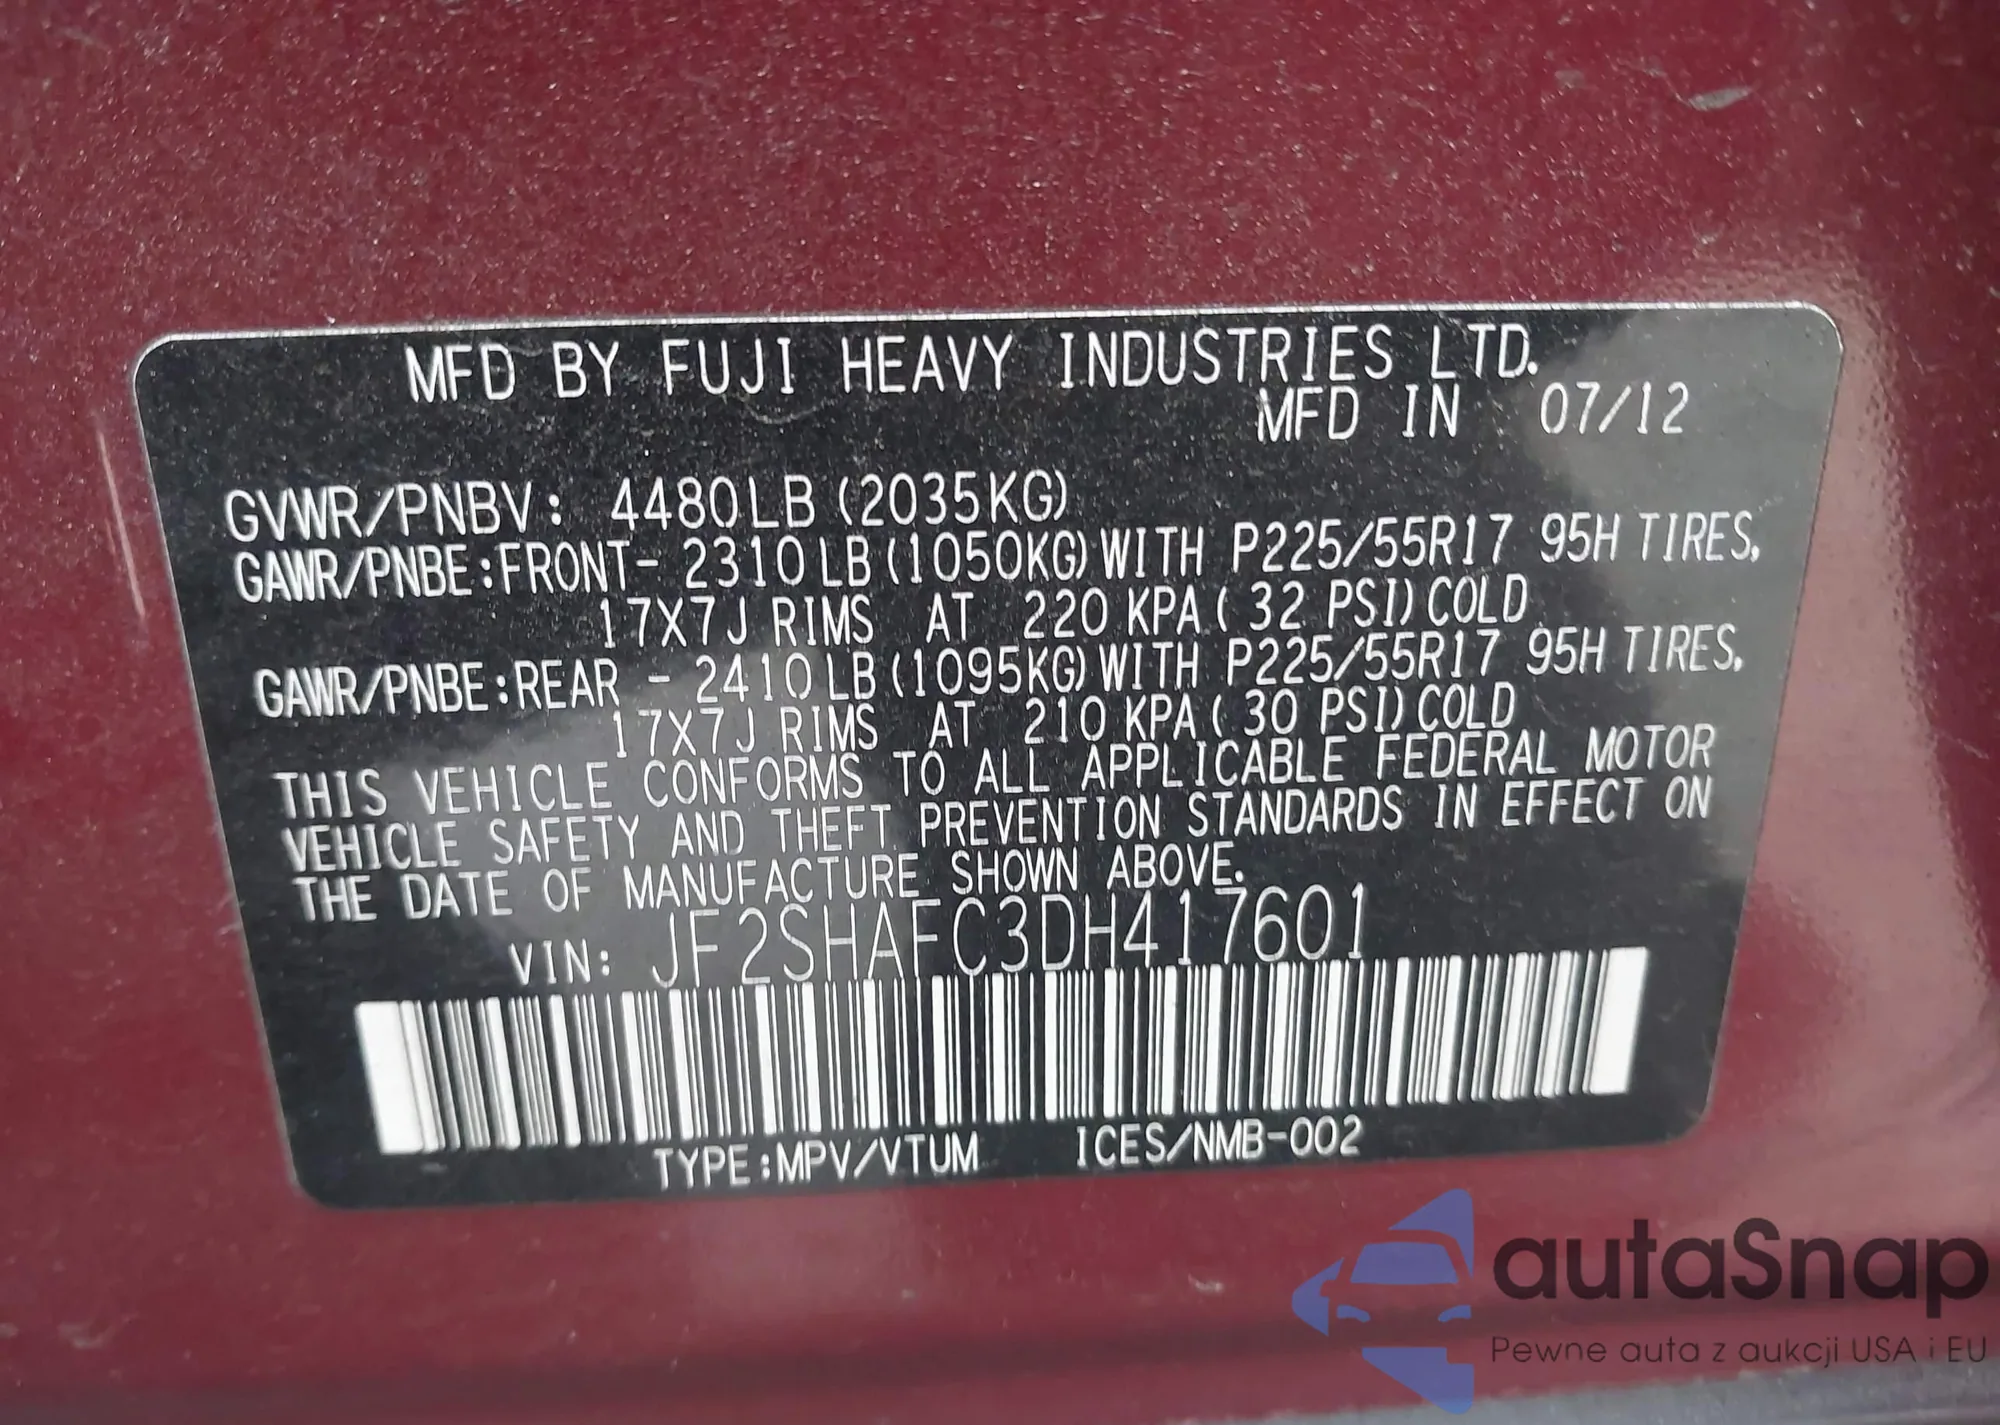 MFD BY FUJI HEAVY INDUSTRIES LTD.
MFD IN 07/12
GVWR/PNBV: 4480LB (2035KG)
GAWR/PNBE:FRONT- 2310LB (1050KG) WITH P225/55R17 95H TIRES,
17X7J RIMS AT 220 KPA ( 32 PSI) COLD
GAWR/PNBE:REAR - 2410LB (1095KG) WITH P225/55R17 95H TIRES,
17X7J RIMS AT 210 KPA ( 30 PSI) COLD
THIS VEHICLE CONFORMS TO ALL APPLICABLE FEDERAL MOTOR
VEHICLE SAFETY AND THEFT PREVENTION STANDARDS IN EFFECT ON
THE DATE OF MANUFACTURE SHOWN ABOVE.
VIN: JF2SHAFC3DH417601
TYPE:MPV/VTUM ICES/NMB-002
autaSnap
Pewne auta z aukcji USA i EU